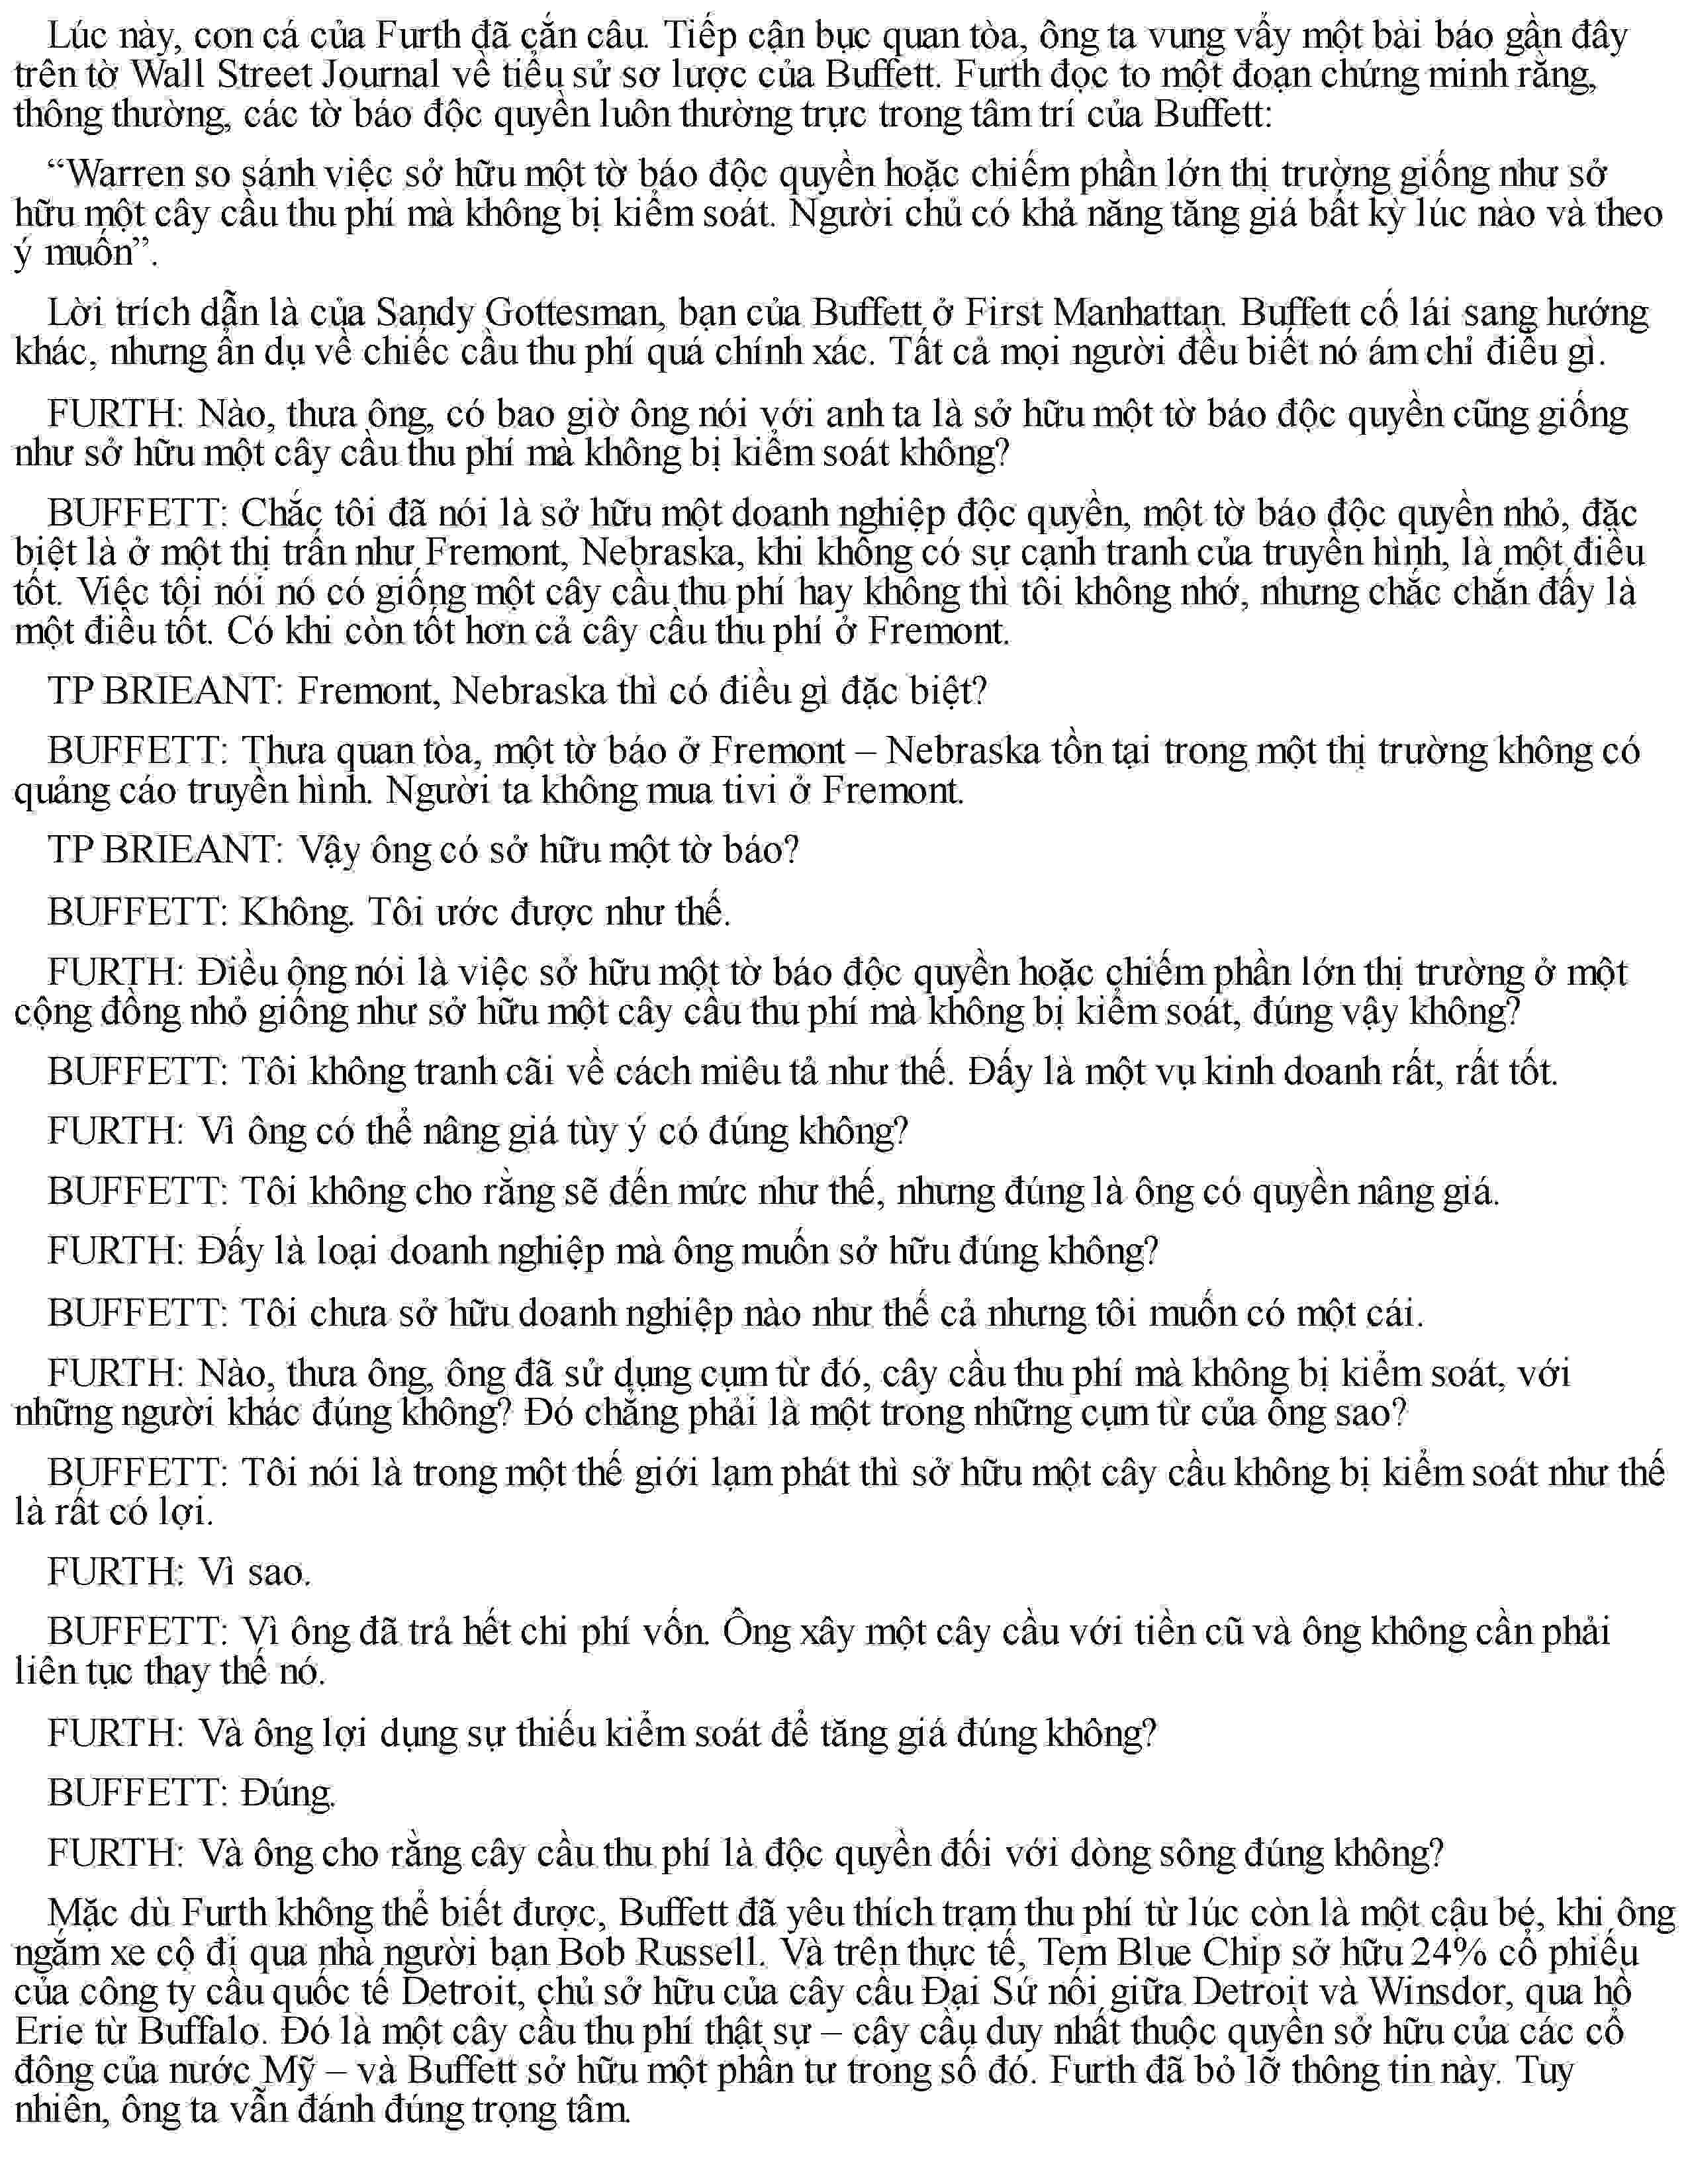 Lúc này, con cá của Furth đã cắn câu. Tiếp cận bục quan tòa, ông ta vung vẩy một bài báo gần đây
trên tờ Wall Street Journal về tiểu sử sơ lược của Buffett. Furth đọc to một đoạn chứng minh rằng,
thông thường, các tờ báo độc quyền luôn thường trực trong tâm trí của Buffett:
“Warren so sánh việc sở hữu một tờ báo độc quyền hoặc chiếm phần lớn thị trường giống như sở
hữu một cây cầu thu phí mà không bị kiểm soát. Người chủ có khả năng tăng giá bất kỳ lúc nào và theo
ý muốn”.
Lời trích dẫn là của Sandy Gottesman, bạn của Buffett ở First Manhattan. Buffett cố lái sang hướng
khác, nhưng ẩn dụ về chiếc cầu thu phí quá chính xác. Tất cả mọi người đều biết nó ám chỉ điều gì.
FURTH: Nào, thưa ông, có bao giờ ông nói với anh ta là sở hữu một tờ báo độc quyền cũng giống
như sở hữu một cây cầu thu phí mà không bị kiểm soát không?
BUFFETT: Chắc tôi đã nói là sở hữu một doanh nghiệp độc quyền, một tờ báo độc quyền nhỏ, đặc
biệt là ở một thị trấn như Fremont, Nebraska, khi không có sự cạnh tranh của truyền hình, là một điều
tốt. Việc tôi nói nó có giống một cây cầu thu phí hay không thì tôi không nhớ, nhưng chắc chắn đấy là
một điều tốt. Có khi còn tốt hơn cả cây cầu thu phí ở Fremont.
TP BRIEANT: Fremont, Nebraska thì có điều gì đặc biệt?
BUFFETT: Thưa quan tòa, một tờ báo ở Fremont – Nebraska tồn tại trong một thị trường không có
quảng cáo truyền hình. Người ta không mua tivi ở Fremont.
TP BRIEANT: Vậy ông có sở hữu một tờ báo?
BUFFETT: Không. Tôi ước được như thế.
FURTH: Điều ông nói là việc sở hữu một tờ báo độc quyền hoặc chiếm phần lớn thị trường ở một
cộng đồng nhỏ giống như sở hữu một cây cầu thu phí mà không bị kiểm soát, đúng vậy không?
BUFFETT: Tôi không tranh cãi về cách miêu tả như thế. Đấy là một vụ kinh doanh rất, rất tốt.
FURTH: Vì ông có thể nâng giá tùy ý có đúng không?
BUFFETT: Tôi không cho rằng sẽ đến mức như thế, nhưng đúng là ông có quyền nâng giá.
FURTH: Đấy là loại doanh nghiệp mà ông muốn sở hữu đúng không?
BUFFETT: Tôi chưa sở hữu doanh nghiệp nào như thế cả nhưng tôi muốn có một cái.
FURTH: Nào, thưa ông, ông đã sử dụng cụm từ đó, cây cầu thu phí mà không bị kiểm soát, với
những người khác đúng không? Đó chẳng phải là một trong những cụm từ của ông sao?
BUFFETT: Tôi nói là trong một thế giới lạm phát thì sở hữu một cây cầu không bị kiểm soát như thế
là rất có lợi.
FURTH: Vì sao.
BUFFETT: Vì ông đã trả hết chi phí vốn. Ông xây một cây cầu với tiền cũ và ông không cần phải
liên tục thay thế nó.
FURTH: Và ông lợi dụng sự thiếu kiểm soát để tăng giá đúng không?
BUFFETT: Đúng.
FURTH: Và ông cho rằng cây cầu thu phí là độc quyền đối với dòng sông đúng không?
Mặc dù Furth không thể biết được, Buffett đã yêu thích trạm thu phí từ lúc còn là một cậu bé, khi ông
ngắm xe cộ đi qua nhà người bạn Bob Russell. Và trên thực tế, Tem Blue Chip sở hữu 24% cổ phiếu
của công ty cầu quốc tế Detroit, chủ sở hữu của cây cầu Đại Sứ nối giữa Detroit và Winsdor, qua hồ
Erie từ Buffalo. Đó là một cây cầu thu phí thật sự – cây cầu duy nhất thuộc quyền sở hữu của các cổ
đông của nước Mỹ – và Buffett sở hữu một phần tư trong số đó. Furth đã bỏ lỡ thông tin này. Tuy
nhiên, ông ta vẫn đánh đúng trọng tâm.